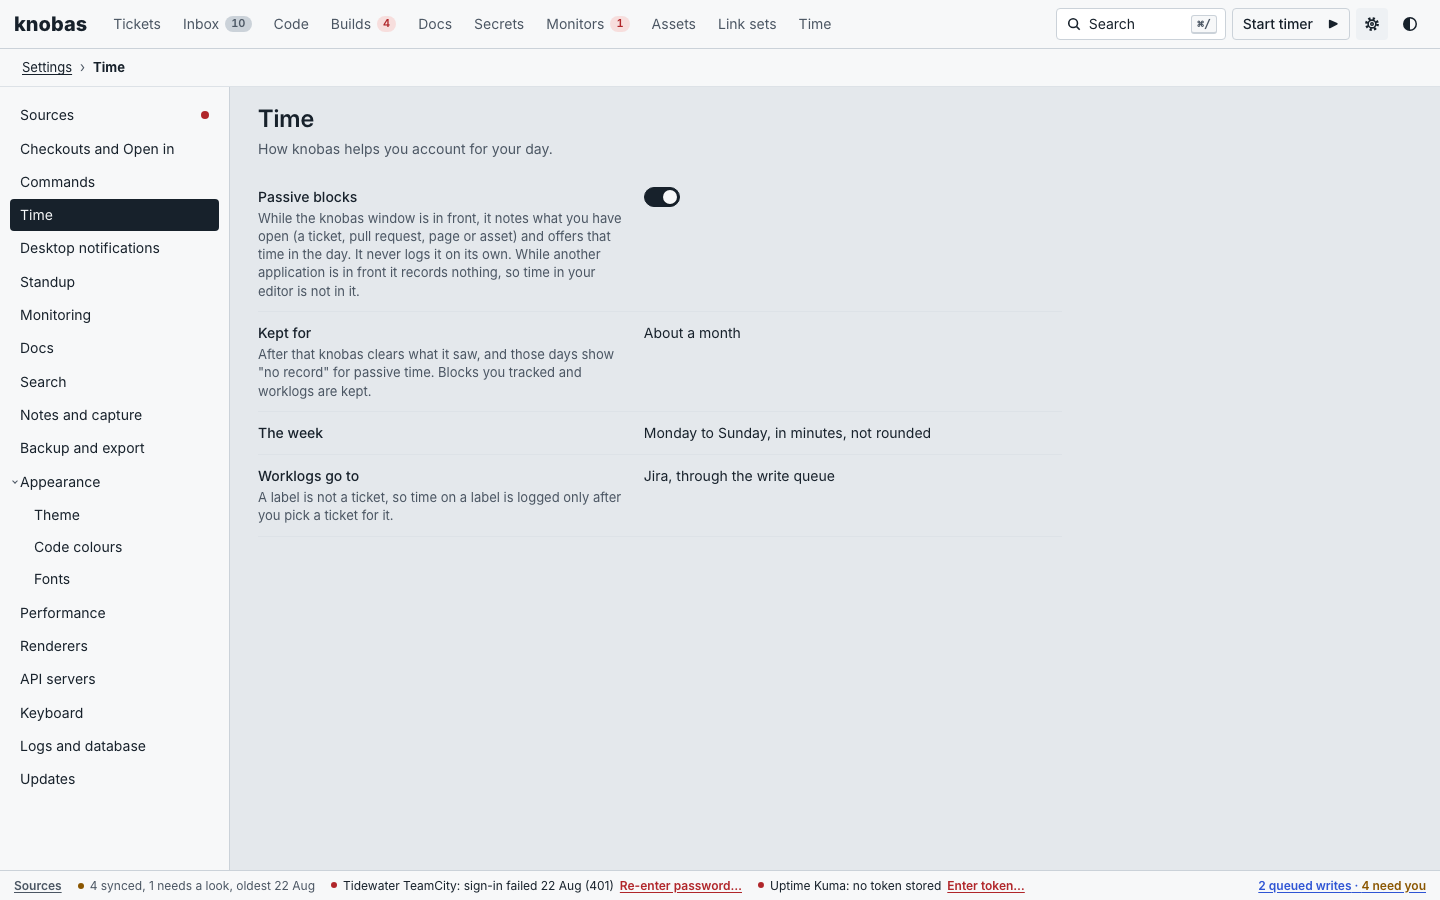 knobas Tickets Inbox 10 Code Builds 4 Docs Secrets Monitors 1 Assets Link sets Time Search ⌘/ Start timer
Settings › Time
Sources
Checkouts and Open in
Commands
Time
Desktop notifications
Standup
Monitoring
Docs
Search
Notes and capture
Backup and export
Appearance
Theme
Code colours
Fonts
Performance
Renderers
API servers
Keyboard
Logs and database
Updates
Time
How knobas helps you account for your day.
Passive blocks
While the knobas window is in front, it notes what you have
open (a ticket, pull request, page or asset) and offers that
time in the day. It never logs it on its own. While another
application is in front it records nothing, so time in your
editor is not in it.
Kept for
About a month
After that knobas clears what it saw, and those days show
"no record" for passive time. Blocks you tracked and
worklogs are kept.
The week
Monday to Sunday, in minutes, not rounded
Worklogs go to
Jira, through the write queue
A label is not a ticket, so time on a label is logged only after
you pick a ticket for it.
Sources 4 synced, 1 needs a look, oldest 22 Aug Tidewater TeamCity: sign-in failed 22 Aug (401) Re-enter password... Uptime Kuma: no token stored Enter token... 2 queued writes · 4 need you